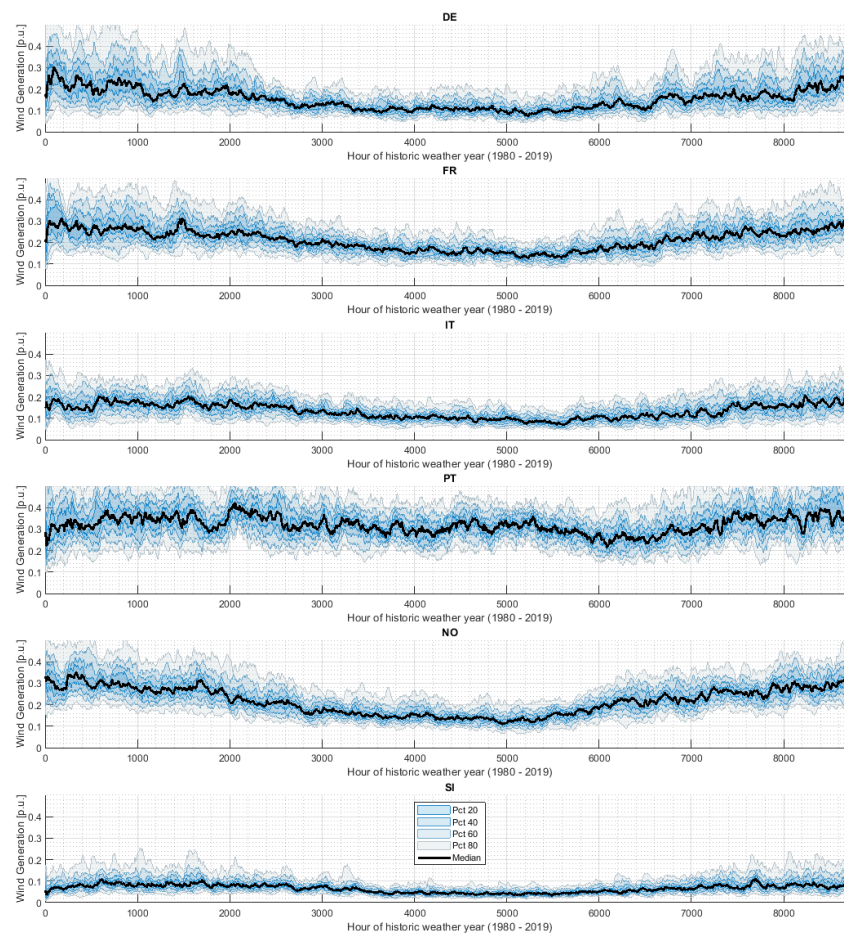 DE
Wind Generation [p.u.]
0.4
0.3
0.2
0.1
0
0 1000 2000 3000 4000 5000 6000 7000 8000
Hour of historic weather year (1980 - 2019)
FR
Wind Generation [p.u.]
0.4
0.3
0.2
0.1
0
0 1000 2000 3000 4000 5000 6000 7000 8000
Hour of historic weather year (1980 - 2019)
IT
Wind Generation [p.u.]
0.4
0.3
0.2
0.1
0
0 1000 2000 3000 4000 5000 6000 7000 8000
Hour of historic weather year (1980 - 2019)
PT
Wind Generation [p.u.]
0.4
0.3
0.2
0.1
0
0 1000 2000 3000 4000 5000 6000 7000 8000
Hour of historic weather year (1980 - 2019)
NO
Wind Generation [p.u.]
0.4
0.3
0.2
0.1
0
0 1000 2000 3000 4000 5000 6000 7000 8000
Hour of historic weather year (1980 - 2019)
SI
Wind Generation [p.u.]
0.4
0.3
0.2
0.1
0
Pct 20
Pct 40
Pct 60
Pct 80
Median
0 1000 2000 3000 4000 5000 6000 7000 8000
Hour of historic weather year (1980 - 2019)